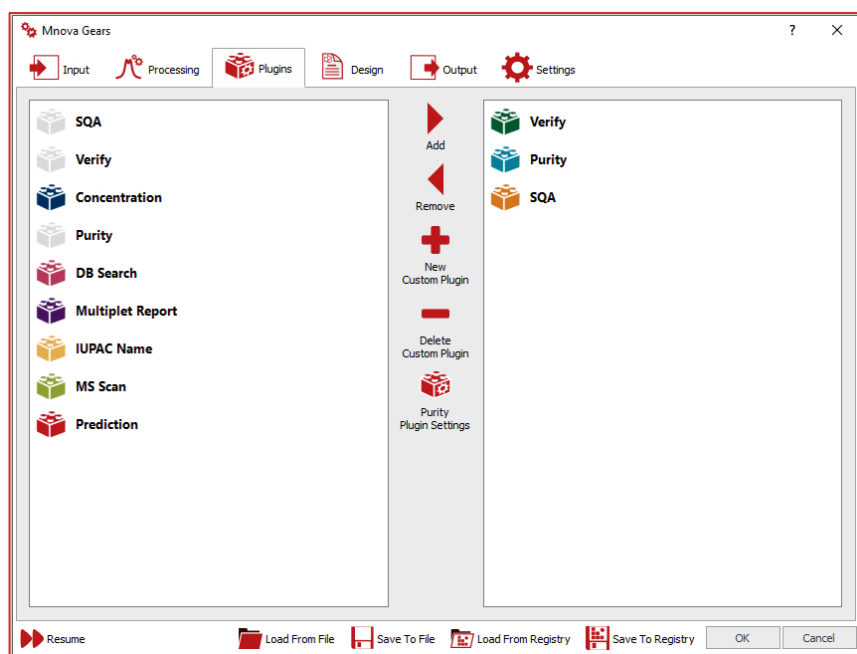 Mnova Gears
?
Input
Processing
Plugins
Design
Output
Settings
SQA
Verify
Concentration
Purity
DB Search
Multiplet Report
IUPAC Name
MS Scan
Prediction
Add
Remove
New
Custom Plugin
Delete
Custom Plugin
Purity
Plugin Settings
Verify
Purity
SQA
Resume
Load From File
Save To File
Load From Registry
Save To Registry
OK
Cancel